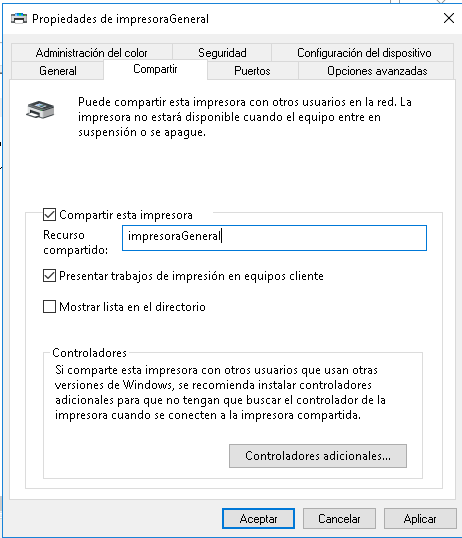 Propiedades de impresoraGeneral
Administración del color
Seguridad
Configuración del dispositivo
General
Compartir
Puertos
Opciones avanzadas
Puede compartir esta impresora con otros usuarios en la red. La
impresora no estará disponible cuando el equipo entre en
suspensión o se apague.
Compartir esta impresora
Recurso
compartido:
impresoraGeneral
Presentar trabajos de impresión en equipos cliente
Mostrar lista en el directorio
Controladores
Si comparte esta impresora con otros usuarios que usan otras
versiones de Windows, se recomienda instalar controladores
adicionales para que no tengan que buscar el controlador de la
impresora cuando se conecten a la impresora compartida.
Controladores adicionales...
Aceptar
Cancelar
Aplicar